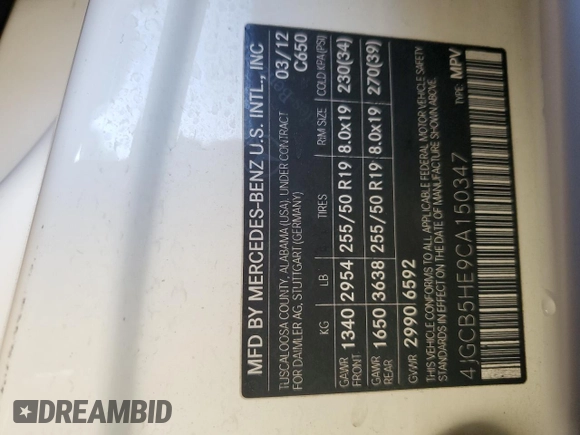 MFD BY MERCEDES-BENZ U.S. INTL., INC
TUSCALOOSA COUNTY, ALABAMA (USA), UNDER CONTRACT 03/12
FOR DAIMLER AG, STUTTGART (GERMANY) C650
KG LB TIRES RIM SIZE COLD KPA (PSI)
GAWR FRONT 1340 2954 255/50 R19 8.0x19 230(34)
GAWR REAR 1650 3638 255/50 R19 8.0x19 270(39)
GVWR 2990 6592
THIS VEHICLE CONFORMS TO ALL APPLICABLE FEDERAL MOTOR VEHICLE SAFETY
STANDARDS IN EFFECT ON THE DATE OF MANUFACTURE SHOWN ABOVE.
4JGCB5HE9CA150347 TYPE: MPV
DREAMBID